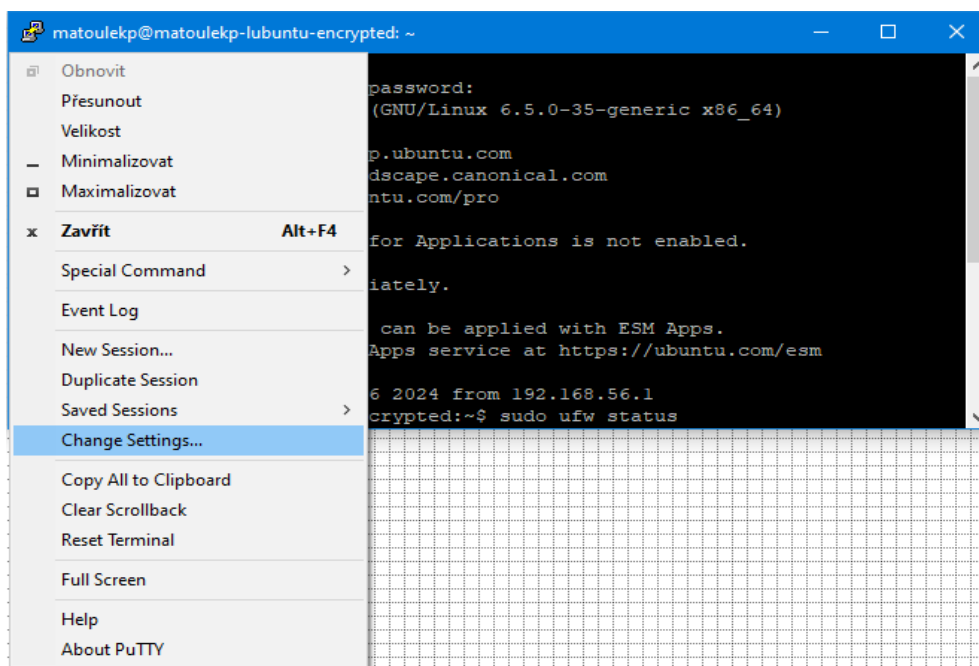 matoulekp@matoulekp-lubuntu-encrypted: ~
Obnovit
Přesunout
Velikost
Minimalizovat
Maximalizovat
Zavřít Alt+F4
Special Command
Event Log
New Session...
Duplicate Session
Saved Sessions
Change Settings...
Copy All to Clipboard
Clear Scrollback
Reset Terminal
Full Screen
Help
About PuTTY
password:
(GNU/Linux 6.5.0-35-generic x86_64)
p.ubuntu.com
dscape.canonical.com
ntu.com/pro
for Applications is not enabled.
iately.
can be applied with ESM Apps.
Apps service at https://ubuntu.com/esm
6 2024 from 192.168.56.1
crypted:~$ sudo ufw status